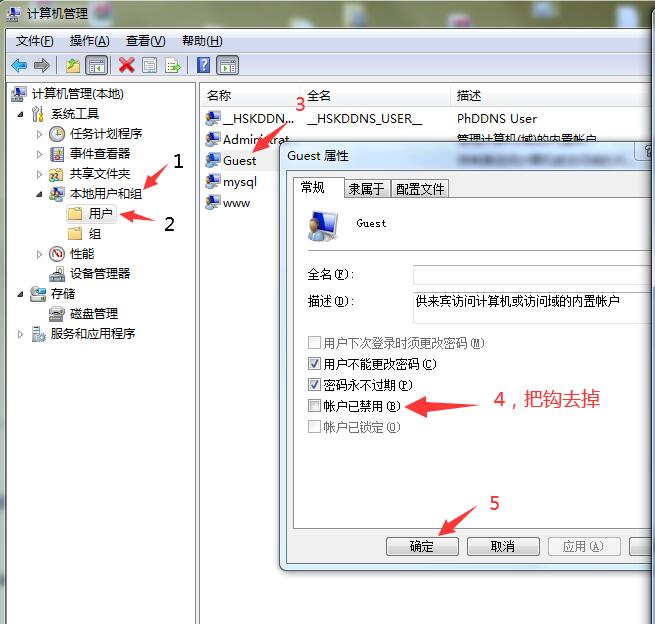 计算机管理
文件(F) 操作(A) 查看(V) 帮助(H)
计算机管理(本地)
系统工具
任务计划程序
事件查看器
共享文件夹
本地用户和组
用户
组
性能
设备管理器
存储
磁盘管理
服务和应用程序
1
2
名称 全名 描述
3
__HSKDDN... __HSKDDNS_USER__ PhDDNS User
Administrat... 管理计算机(域)的内置帐户
Guest
mysql
www
Guest 属性
常规 隶属于 配置文件
Guest
全名(F):
描述(D): 供来宾访问计算机或访问域的内置帐户
用户下次登录时须更改密码(M)
用户不能更改密码(C)
密码永不过期(P)
帐户已禁用(B)
4，把钩去掉
帐户已锁定(O)
5
确定 取消 应用(A)